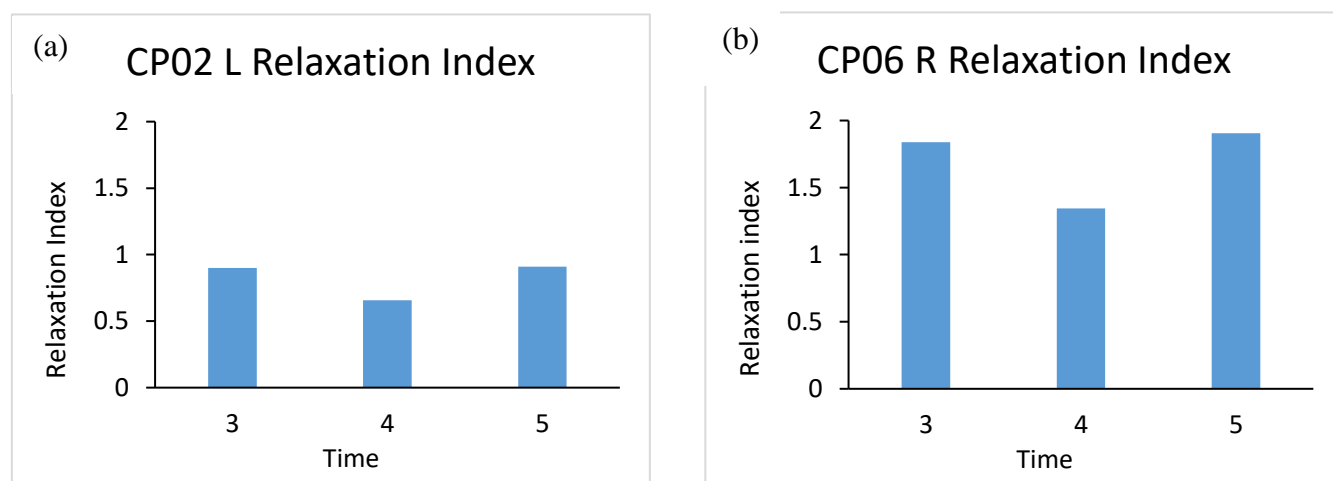 (a)
CP02 L Relaxation Index
2
1.5
1
0.5
0
Relaxation Index
3 4 5
Time
(b)
CP06 R Relaxation Index
2
1.5
1
0.5
0
Relaxation index
3 4 5
Time